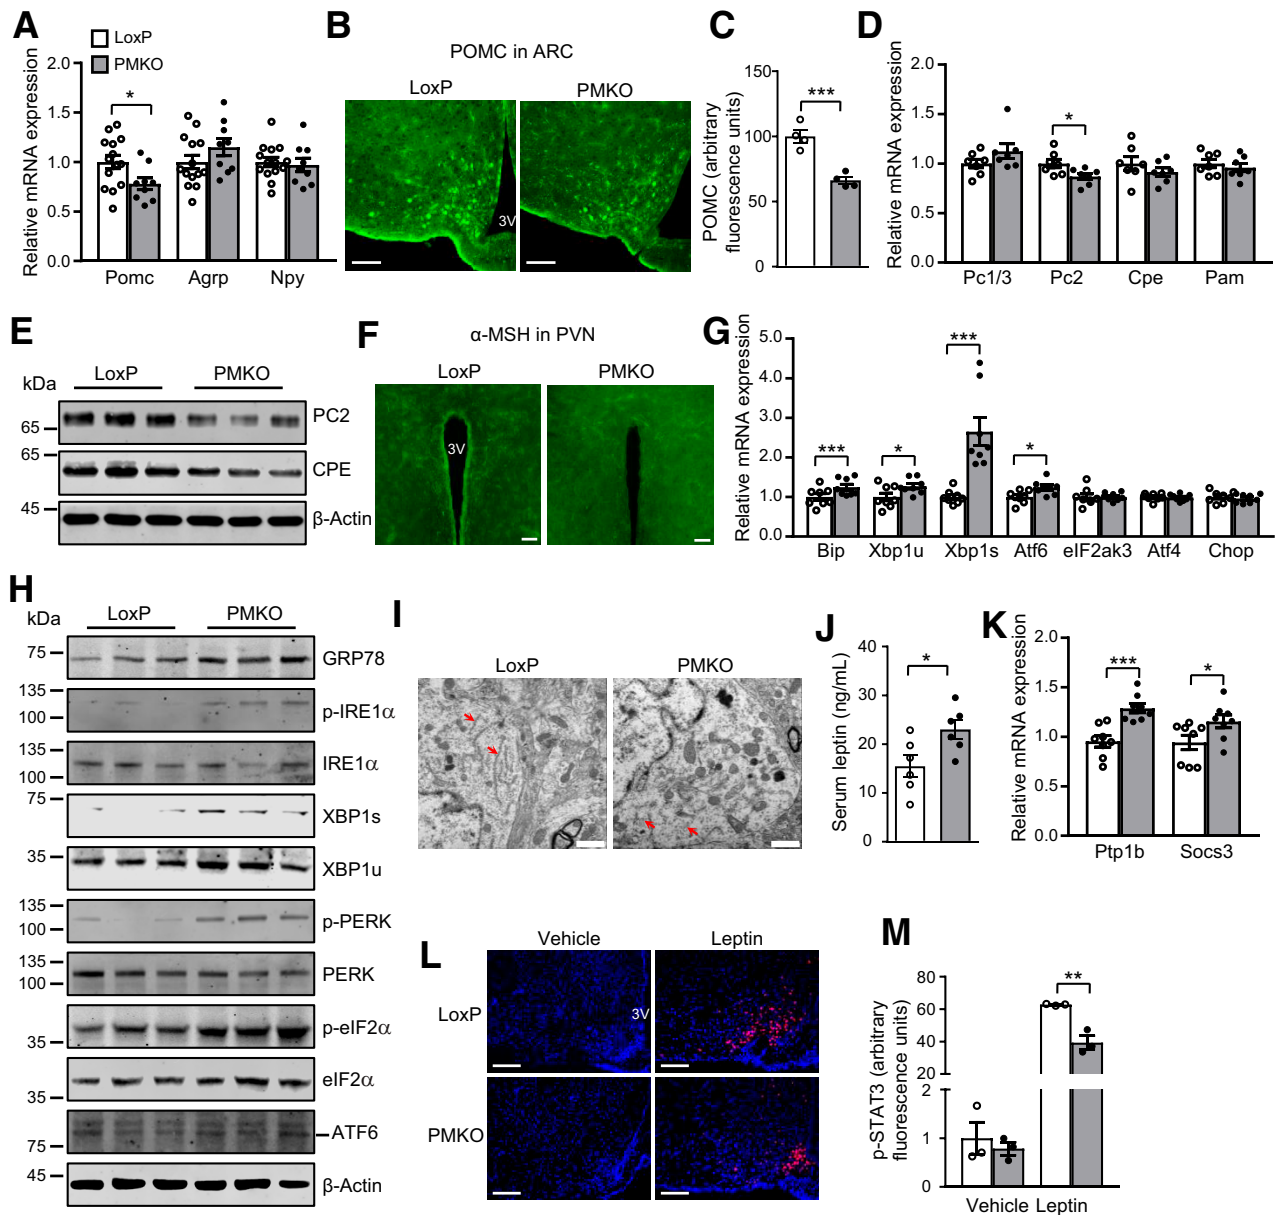 A
LoxP
PMKO
Relative mRNA expression
2.0
1.5
1.0
0.5
0.0
*
Pomc Agrp Npy
B
POMC in ARC
LoxP PMKO
3V
C
POMC (arbitrary
fluorescence units)
150
100
50
0
***
D
Relative mRNA expression
2.0
1.5
1.0
0.5
0.0
*
Pc1/3 Pc2 Cpe Pam
E
kDa
LoxP PMKO
65
PC2
65
CPE
45
β-Actin
F
α-MSH in PVN
LoxP PMKO
3V
G
Relative mRNA expression
5.0
4.0
3.0
2.0
1.0
0.0
*** * *** *
Bip Xbp1u Xbp1s Atf6 eIF2ak3 Atf4 Chop
H
kDa
LoxP PMKO
75
GRP78
135
100
p-IRE1α
135
100
IRE1α
75
XBP1s
35
XBP1u
135
100
p-PERK
135
100
PERK
35
p-eIF2α
35
eIF2α
75
ATF6
45
β-Actin
I
LoxP PMKO
J
Serum leptin (ng/mL)
40
30
20
10
0
*
K
Relative mRNA expression
2.0
1.5
1.0
0.5
0.0
*** *
Ptp1b Socs3
L
Vehicle Leptin
LoxP
3V
PMKO
M
p-STAT3 (arbitrary
fluorescence units)
80
60
40
20
2
1
0
**
Vehicle Leptin